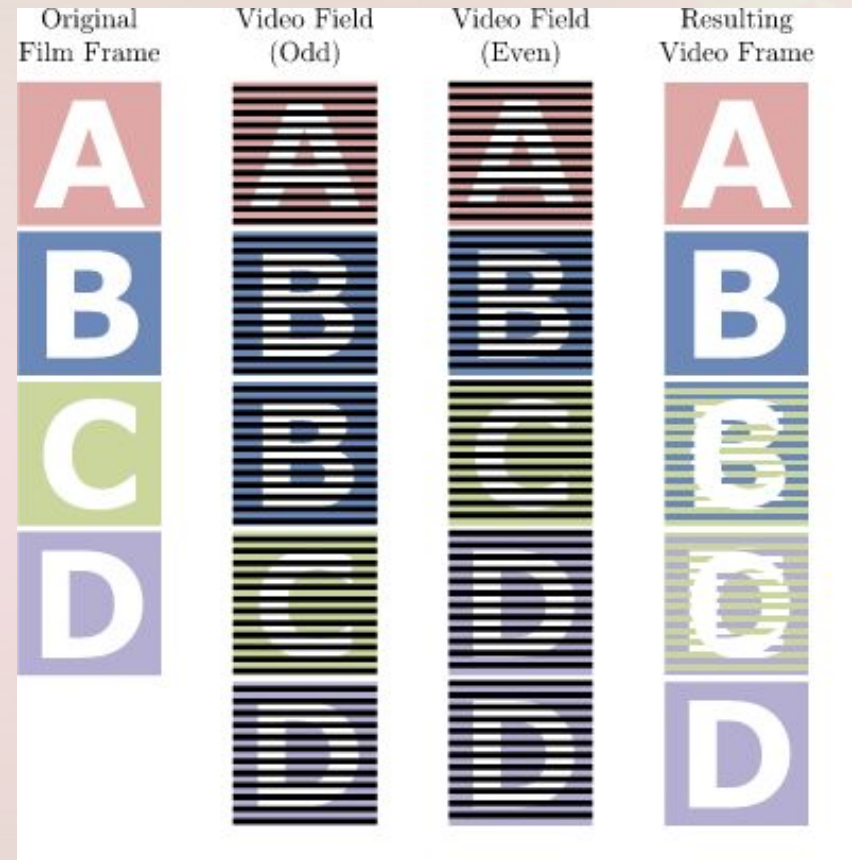 Original Film Frame
Video Field (Odd)
Video Field (Even)
Resulting Video Frame
A A A A
B B B B
C B C B C
D C D C D
D D D